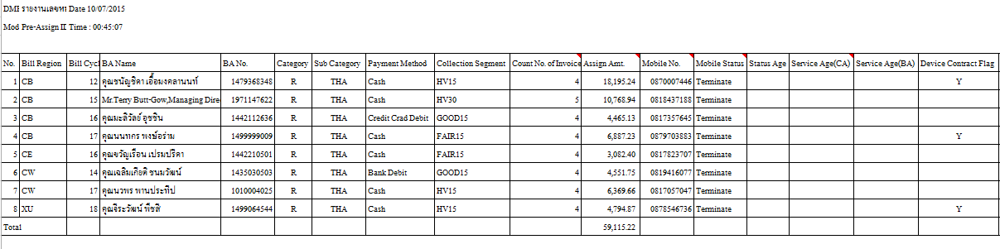 DMI รายงานเลขหม Date 10/07/2015
Mod Pre-Assign II Time : 00:45:07
No. Bill Region Bill Cycl BA Name BA No. Category Sub Category Payment Method Collection Segment Count No. of Invoice Assign Amt. Mobile No. Mobile Status Status Age Service Age(CA) Service Age(BA) Device Contract Flag
1 CB 12 คุณชนัญชิดา เอื้อมงคลานนท์ 1479368348 R THA Cash HV15 4 18,195.24 0870007446 Terminate Y
2 CB 15 Mr.Terry Butt-Gow,Managing Dire 1971147622 R THA Cash HV30 5 10,768.94 0818437188 Terminate
3 CB 16 คุณมะลิวัลย์ อุชชิน 1442112636 R THA Credit Crad Debit GOOD15 4 4,465.13 0817357645 Terminate
4 CB 17 คุณนนทกร พงษ์อร่าม 1499999009 R THA Cash FAIR15 4 6,887.23 0879703883 Terminate Y
5 CE 16 คุณขวัญเรือน เปรมปรีดา 1442210501 R THA Cash FAIR15 4 3,082.40 0817823707 Terminate
6 CW 14 คุณเฉลิมเกียติ ชนมวัฒน์ 1435030503 R THA Bank Debit GOOD15 4 4,551.75 0819416077 Terminate
7 CW 17 คุณนวพร พานประทีป 1010004025 R THA Cash HV15 4 6,369.66 0817057047 Terminate
8 XU 18 คุณจิระวัฒน์ พืชสี 1499064544 R THA Cash HV15 4 4,794.87 0878546736 Terminate Y
Total 59,115.22